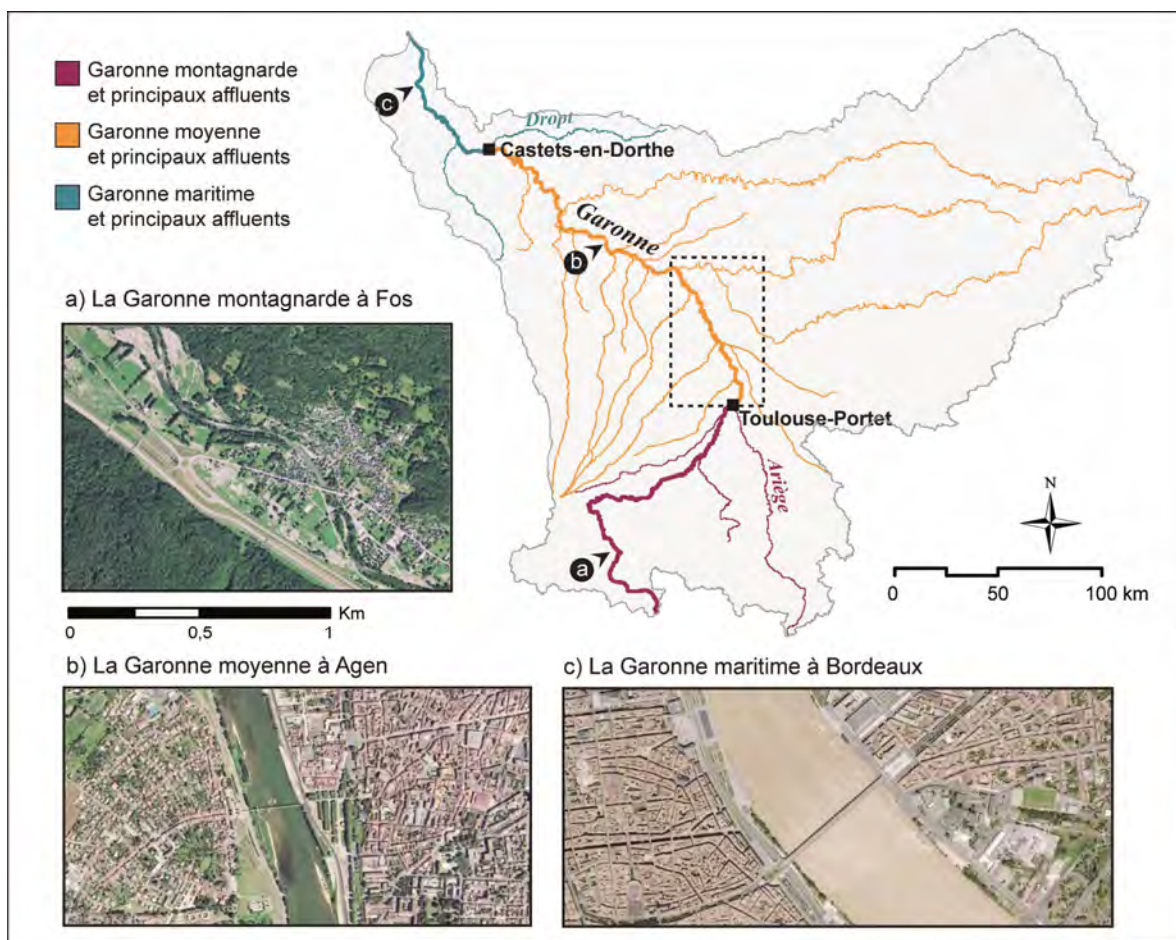 Garonne montagnarde
et principaux affluents
Garonne moyenne
et principaux affluents
Garonne maritime
et principaux affluents
c
Dropt
Castets-en-Dorthe
Garonne
b
Toulouse-Portet
Ariège
a
N
0 50 100 km
a) La Garonne montagnarde à Fos
Km
0 0,5 1
b) La Garonne moyenne à Agen
c) La Garonne maritime à Bordeaux